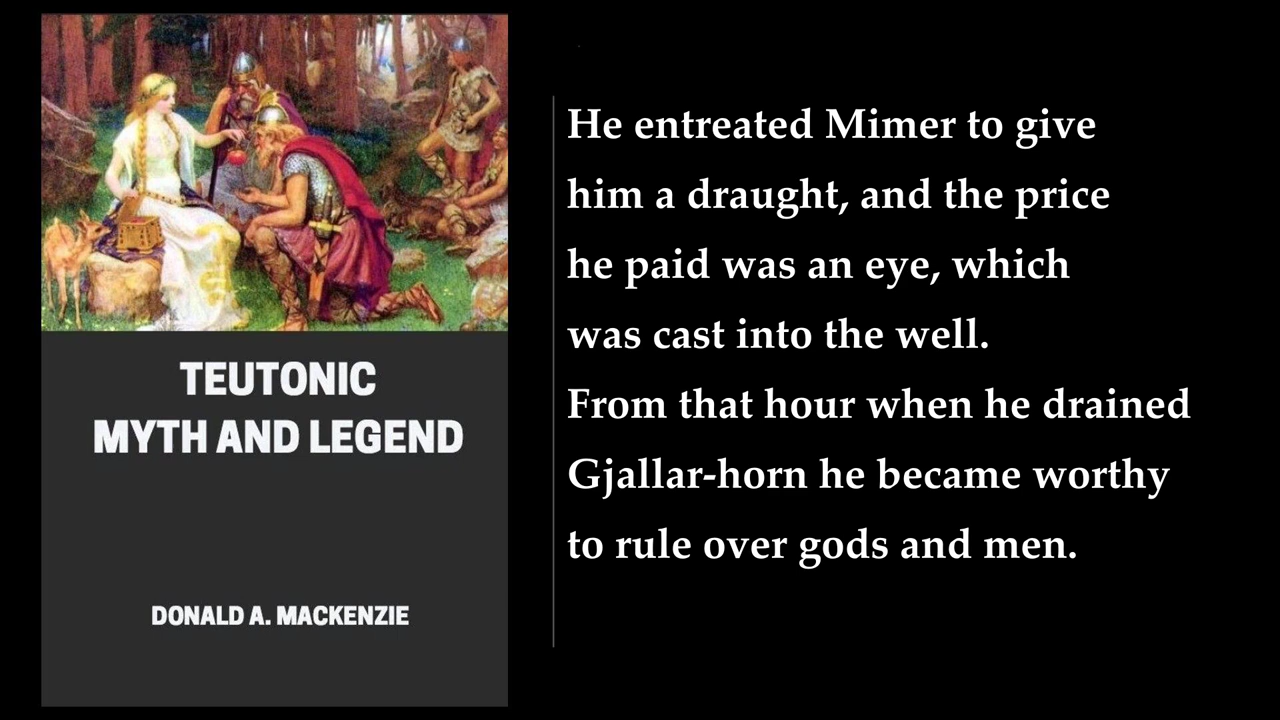 TEUTONIC
MYTH AND LEGEND
DONALD A. MACKENZIE
He entreated Mimer to give
him a draught, and the price
he paid was an eye, which
was cast into the well.
From that hour when he drained
Gjallar-horn he became worthy
to rule over gods and men.